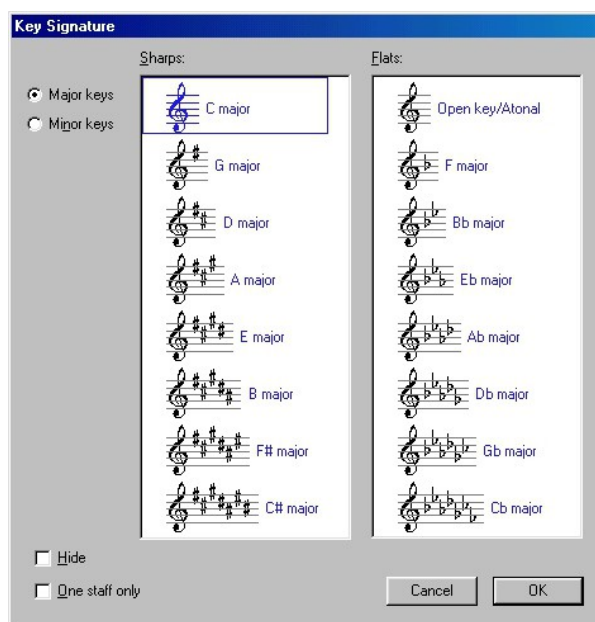 Key Signature
Sharps:
Flats:
Major keys
Minor keys
C major
G major
D major
A major
E major
B major
F# major
C# major
Open key/Atonal
F major
Bb major
Eb major
Ab major
Db major
Gb major
Cb major
Hide
One staff only
Cancel
OK